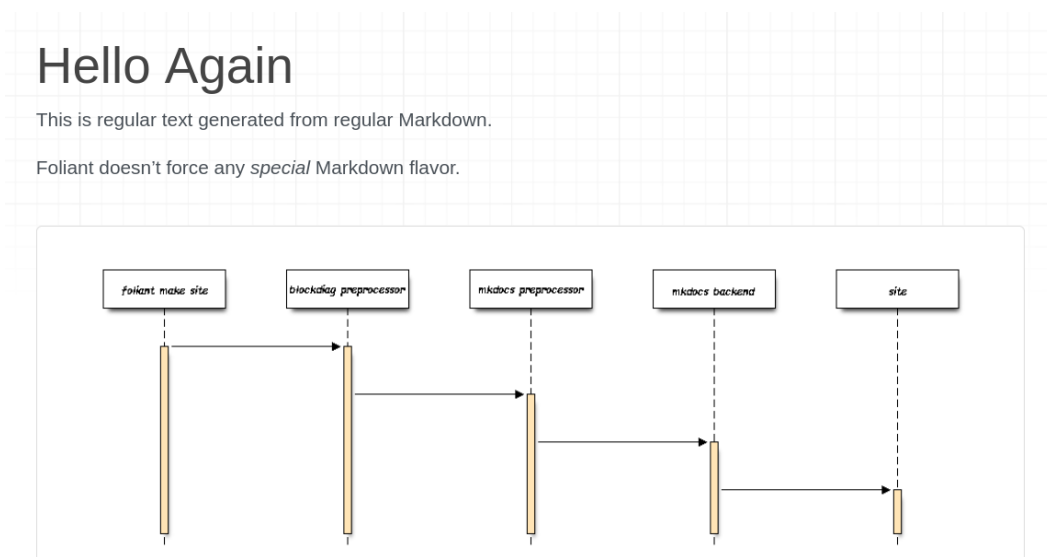 Hello Again
This is regular text generated from regular Markdown.
Foliant doesn’t force any special Markdown flavor.
foliant make site
blockdiag preprocessor
mkdocs preprocessor
mkdocs backend
site